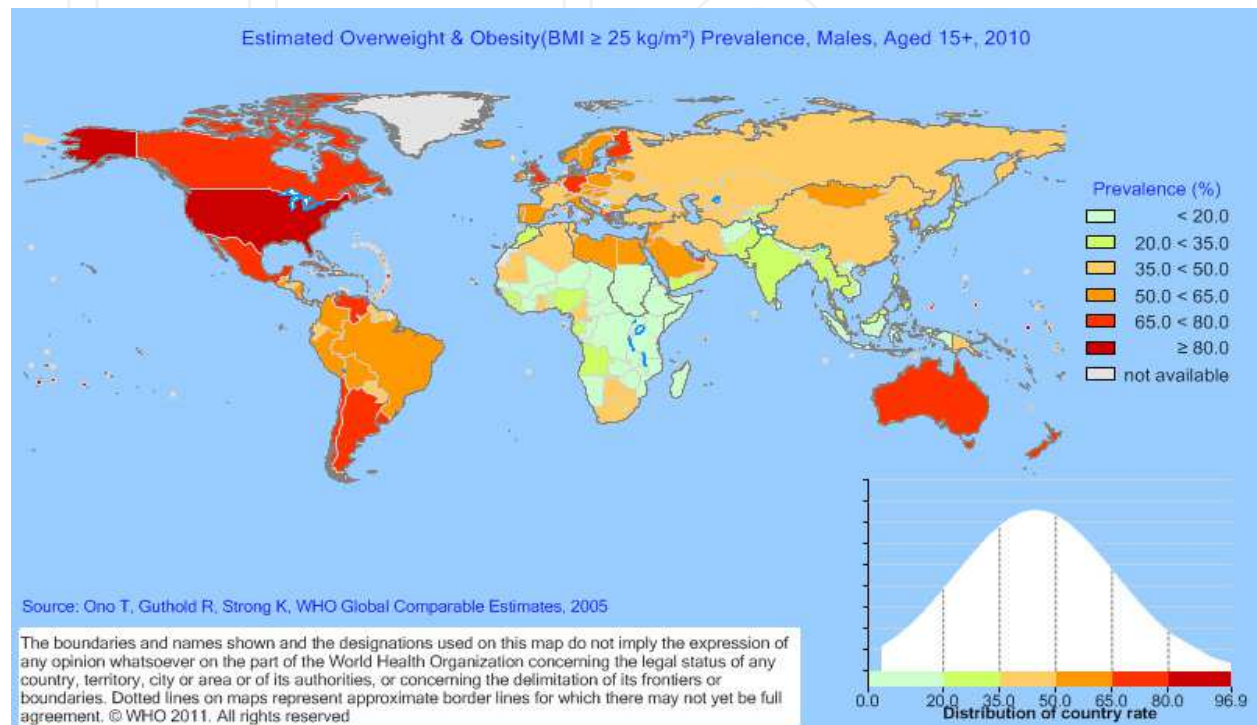 Estimated Overweight & Obesity(BMI ≥ 25 kg/m²) Prevalence, Males, Aged 15+, 2010
Prevalence (%)
< 20.0
20.0 < 35.0
35.0 < 50.0
50.0 < 65.0
65.0 < 80.0
≥ 80.0
not available
0.0 20.0 35.0 50.0 65.0 80.0 96.9
Distribution of country rate
Source: Ono T, Guthold R, Strong K, WHO Global Comparable Estimates, 2005
The boundaries and names shown and the designations used on this map do not imply the expression of
any opinion whatsoever on the part of the World Health Organization concerning the legal status of any
country, territory, city or area or of its authorities, or concerning the delimitation of its frontiers or
boundaries. Dotted lines on maps represent approximate border lines for which there may not yet be full
agreement. © WHO 2011. All rights reserved